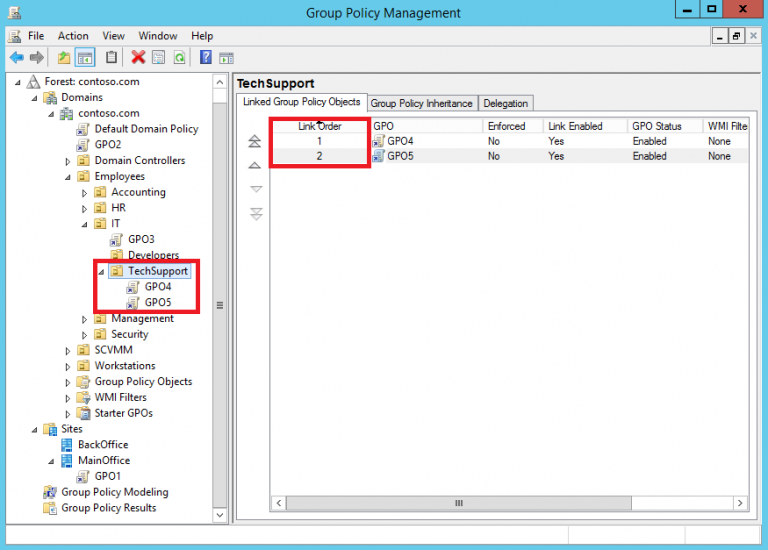 Group Policy Management
File Action View Window Help
Forest: contoso.com
Domains
contoso.com
Default Domain Policy
GPO2
Domain Controllers
Employees
Accounting
HR
IT
GPO3
Developers
TechSupport
GPO4
GPO5
Management
Security
SCVMM
Workstations
Group Policy Objects
WMI Filters
Starter GPOs
Sites
BackOffice
MainOffice
GPO1
Group Policy Modeling
Group Policy Results
TechSupport
Linked Group Policy Objects Group Policy Inheritance Delegation
Link Order GPO Enforced Link Enabled GPO Status WMI Filte
1 GPO4 No Yes Enabled None
2 GPO5 No Yes Enabled None